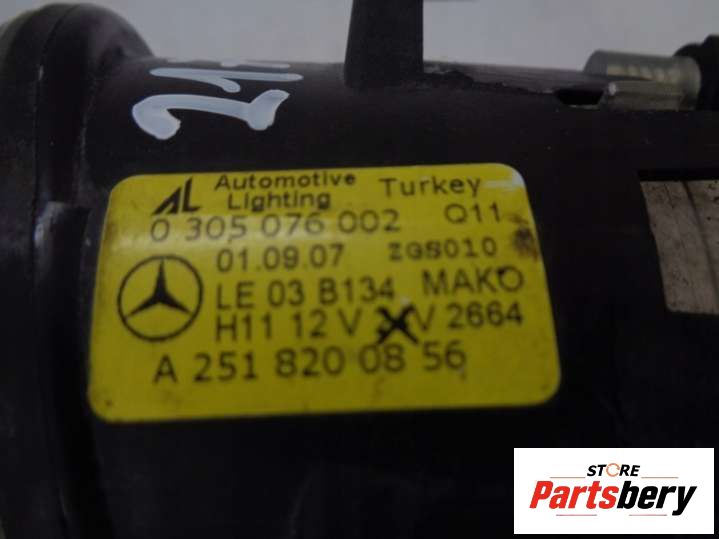 Automotive
Lighting Turkey
0 305 076 002 Q11
01.09.07 ZGS010
LE 03 B134 MAKO
H11 12 V V 2664
A 251 820 08 56
STORE
Partsbery